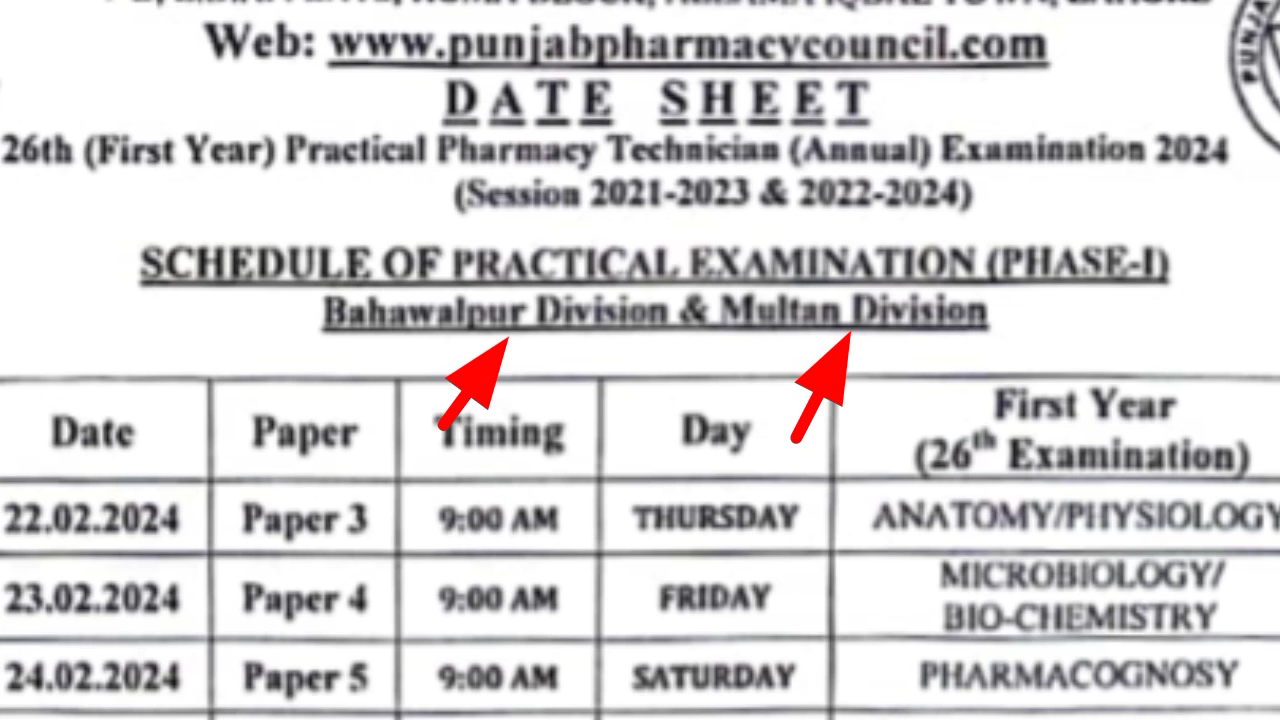 Web: www.punjabpharmacycouncil.com
DATE SHEET
26th (First Year) Practical Pharmacy Technician (Annual) Examination 2024
(Session 2021-2023 & 2022-2024)
SCHEDULE OF PRACTICAL EXAMINATION (PHASE-I)
Bahawalpur Division & Multan Division
Date Paper Timing Day First Year (26th Examination)
22.02.2024 Paper 3 9:00 AM THURSDAY ANATOMY/PHYSIOLOGY
23.02.2024 Paper 4 9:00 AM FRIDAY MICROBIOLOGY/
BIO-CHEMISTRY
24.02.2024 Paper 5 9:00 AM SATURDAY PHARMACOGNOSY